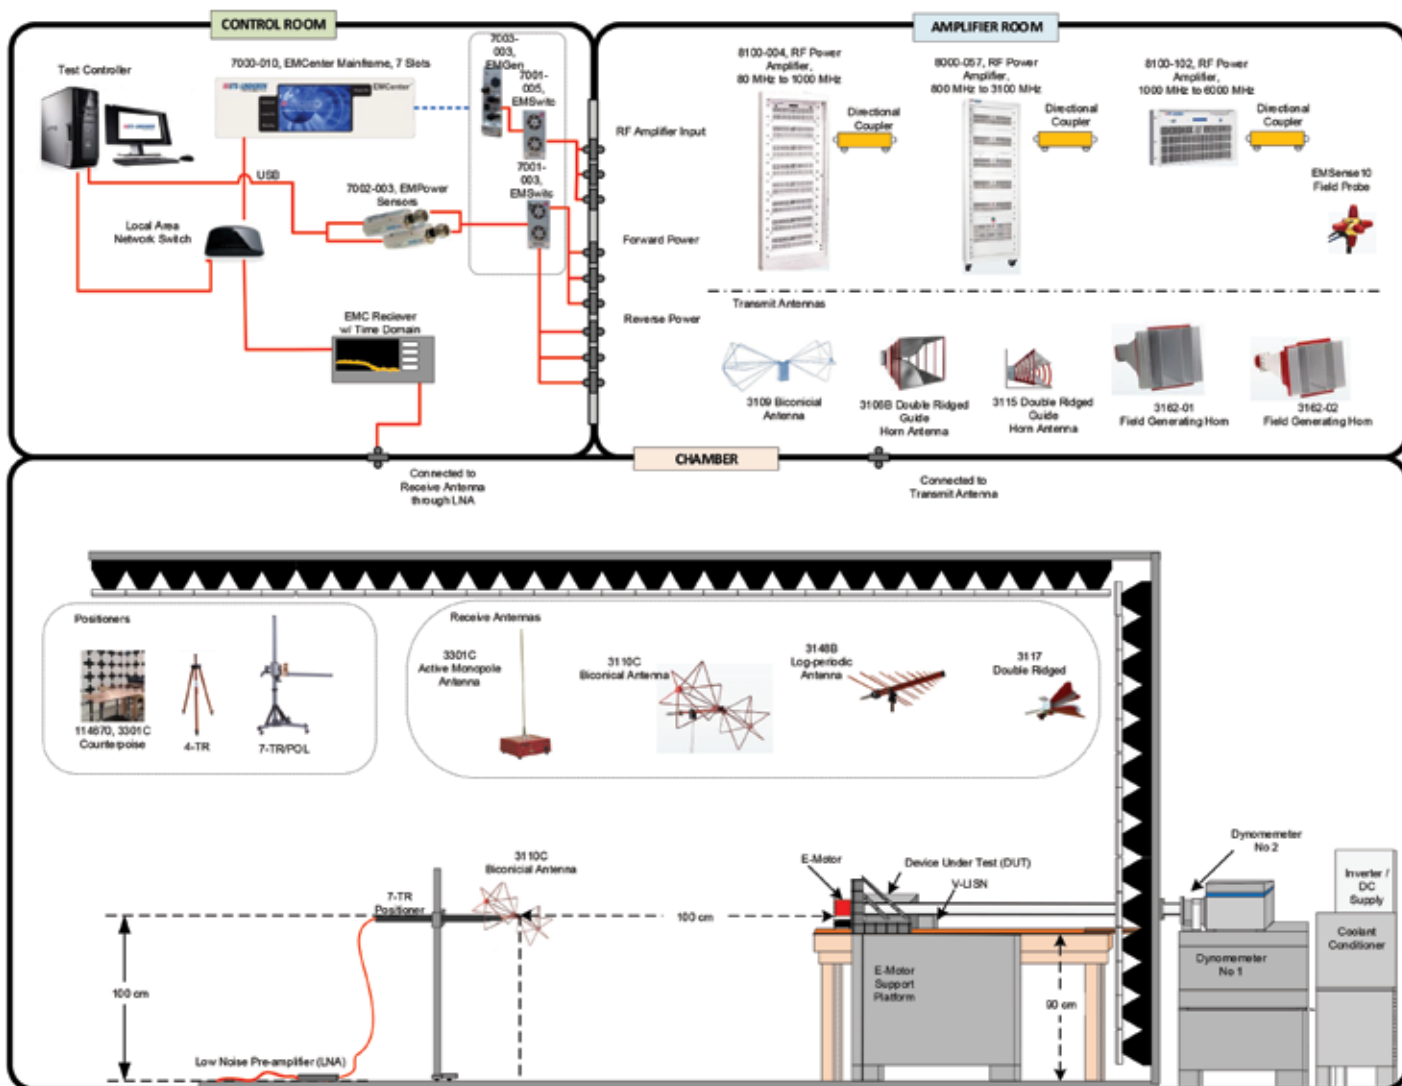 CONTROL ROOM
Test Controller
7000-010, EMCenter Mainframe, 7 Slots
EMCenter
7003-
003,
EMGen
7001-
005,
EMSwitc
USB
7002-003, EMPower
Sensors
7001-
003,
EMSwitc
Local Area
Network Switch
EMC Reciever
w/ Time Domain
AMPLIFIER ROOM
RF Amplifier Input
Forward Power
Reverse Power
8100-004, RF Power
Amplifier,
80 MHz to 1000 MHz
Directional
Coupler
8000-057, RF Power
Amplifier,
800 MHz to 3100 MHz
Directional
Coupler
8100-102, RF Power
Amplifier,
1000 MHz to 6000 MHz
Directional
Coupler
EMSense10
Field Probe
Transmit Antennas
3109 Biconicial
Antenna
3106B Double Ridged
Guide
Horn Antenna
3115 Double Ridged
Guide
Horn Antenna
3162-01
Field Generating Horn
3162-02
Field Generating Horn
CHAMBER
Connected to
Receive Antenna
through LNA
Connected to
Transmit Antenna
Positioners
114670, 3301C
Counterpoise
4-TR
7-TR/POL
Receive Antennas
3301C
Active Monopole
Antenna
3110C
Biconical Antenna
3148B
Log-periodic
Antenna
3117
Double Ridged
3110C
Biconicial Antenna
7-TR
Positioner
100 cm
Low Noise Pre-amplifier (LNA)
100 cm
E-Motor
Device Under Test (DUT)
V-LISN
E-Motor
Support
Platform
90 cm
Dynomemeter
No 2
Dynomemeter
No 1
Inverter /
DC
Supply
Coolant
Conditioner